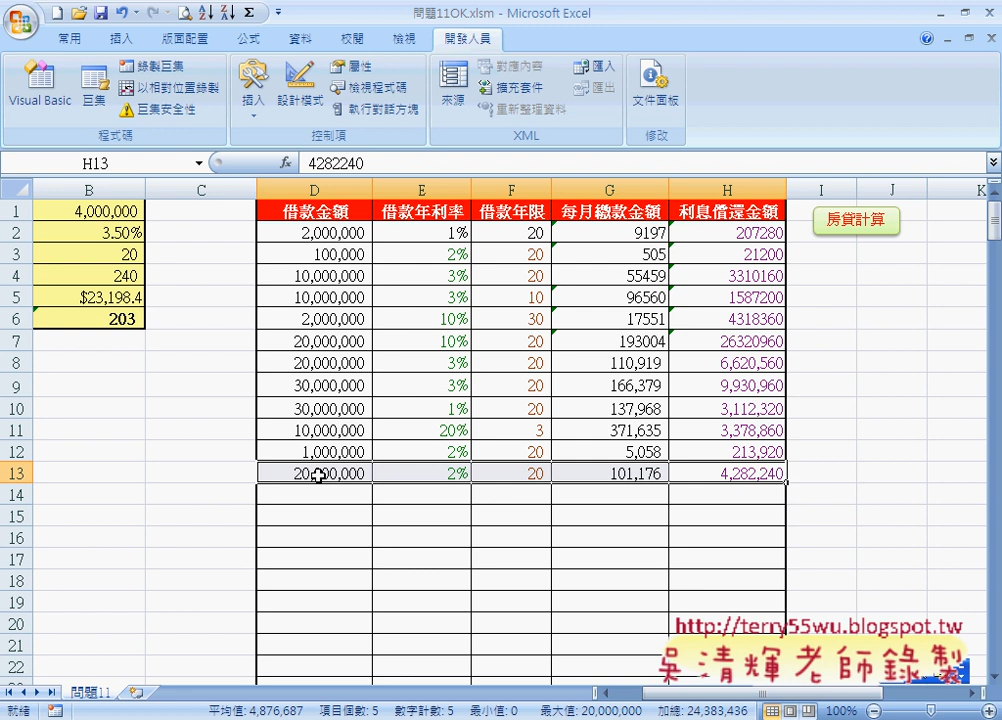 問題11OK.xlsm - Microsoft Excel
常用 插入 版面配置 公式 資料 校閱 檢視 開發人員
Visual Basic 巨集 錄製巨集 以相對位置錄製 巨集安全性 程式碼
插入 設計模式 屬性 檢視程式碼 執行對話方塊 控制項
來源 對應內容 擴充套件 重新整理資料 匯入 匯出 XML
文件面板 修改
H13 fx 4282240
B C D E F G H I J K
1 4,000,000 借款金額 借款年利率 借款年限 每月繳款金額 利息償還金額 房貸計算
2 3.50% 2,000,000 1% 20 9197 207280
3 20 100,000 2% 20 505 21200
4 240 10,000,000 3% 20 55459 3310160
5 $23,198.4 10,000,000 3% 10 96560 1587200
6 203 2,000,000 10% 30 17551 4318360
7 20,000,000 10% 20 193004 26320960
8 20,000,000 3% 20 110,919 6,620,560
9 30,000,000 3% 20 166,379 9,930,960
10 30,000,000 1% 20 137,968 3,112,320
11 10,000,000 20% 3 371,635 3,378,860
12 1,000,000 2% 20 5,058 213,920
13 20,000,000 2% 20 101,176 4,282,240
14
15
16
17
18
19
20
21
22
http://terry55wu.blogspot.tw
吳清輝老師錄製
問題11
就緒 平均值: 4,876,687 項目個數: 5 數字計數: 5 最小值: 0 最大值: 20,000,000 加總: 24,383,436 100%